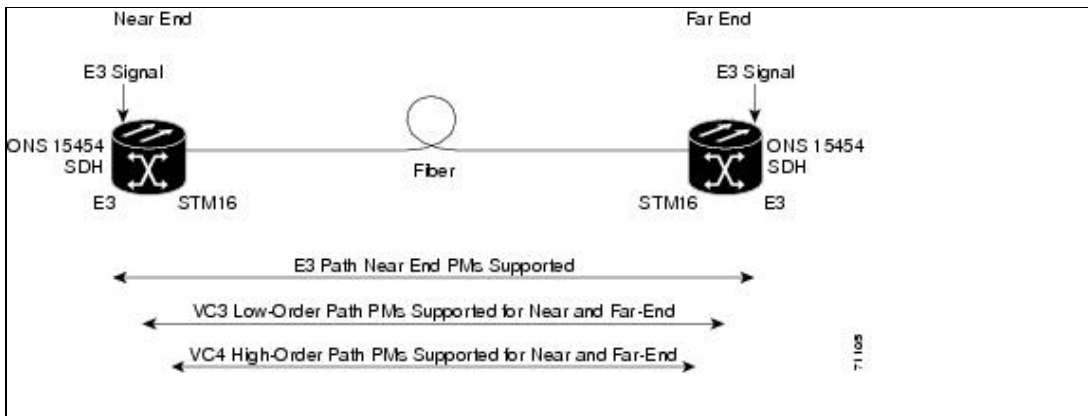 Near End
Far End
E3 Signal
E3 Signal
ONS 15454
SDH
ONS 15454
SDH
Fiber
E3
STM16
STM16
E3
E3 Path Near End PMs Supported
VC3 Low-Order Path PMs Supported for Near and Far-End
VC4 High-Order Path PMs Supported for Near and Far-End
71105